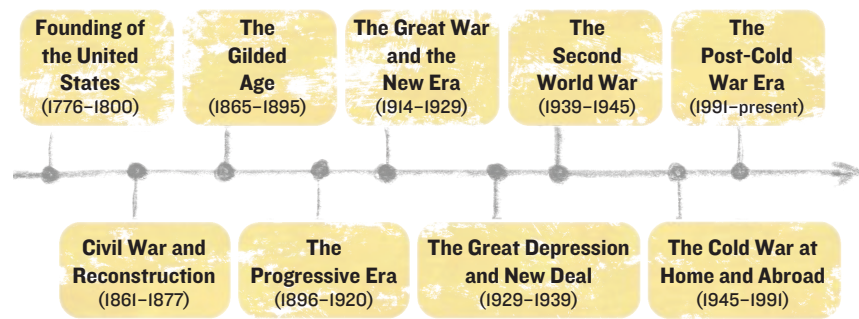 Founding of
the United
States
(1776–1800)
The
Gilded
Age
(1865–1895)
The Great War
and the
New Era
(1914–1929)
The
Second
World War
(1939–1945)
The
Post-Cold
War Era
(1991–present)
Civil War and
Reconstruction
(1861–1877)
The
Progressive Era
(1896–1920)
The Great Depression
and New Deal
(1929–1939)
The Cold War at
Home and Abroad
(1945–1991)